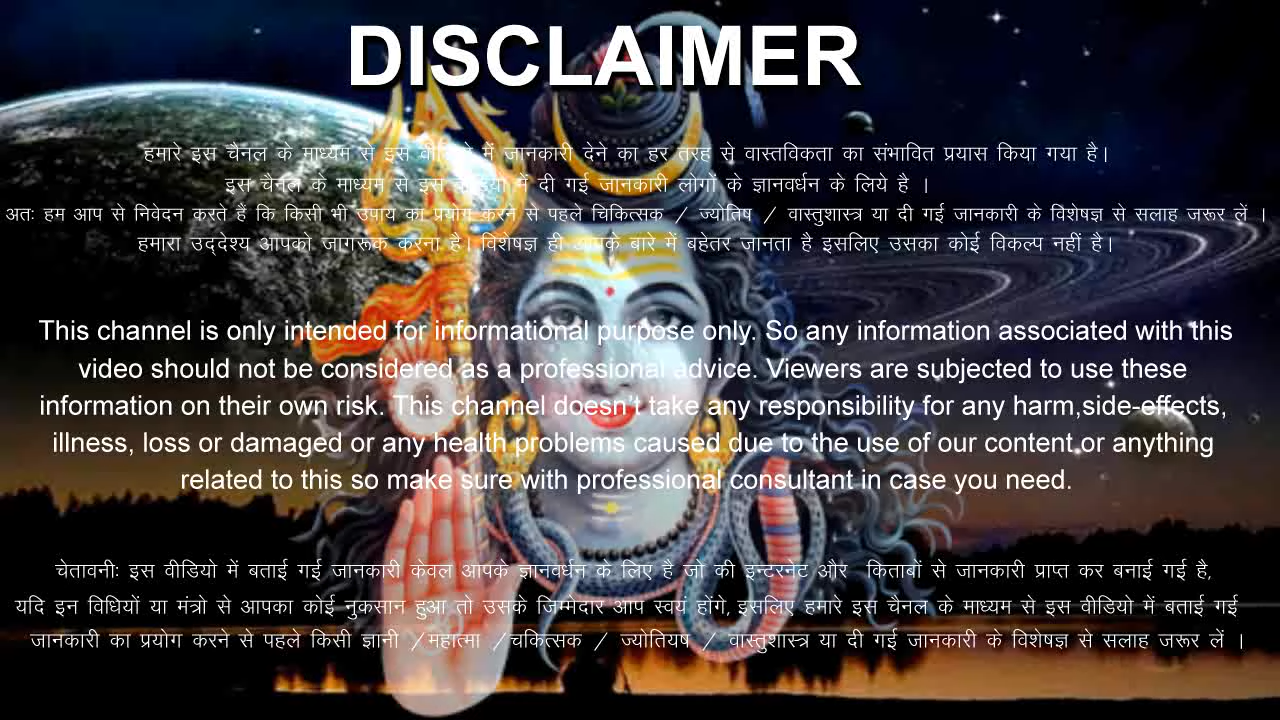 DISCLAIMER
हमारे इस चैनल के माध्यम से इस वीडियो में जानकारी देने का हर तरह से वास्तविकता का संभावित प्रयास किया गया है।
इस चैनल के माध्यम से इस वीडियो में दी गई जानकारी लोगों के ज्ञानवर्धन के लिये है ।
अतः हम आप से निवेदन करते हैं कि किसी भी उपाय का प्रयोग करने से पहले चिकित्सक / ज्योतिष / वास्तुशास्त्र या दी गई जानकारी के विशेषज्ञ से सलाह जरूर लें ।
हमारा उद्देश्य आपको जागरूक करना है। विशेषज्ञ ही आपके बारे में बहेतर जानता है इसलिए उसका कोई विकल्प नहीं है।
This channel is only intended for informational purpose only. So any information associated with this
video should not be considered as a professional advice. Viewers are subjected to use these
information on their own risk. This channel doesn't take any responsibility for any harm,side-effects,
illness, loss or damaged or any health problems caused due to the use of our content or anything
related to this so make sure with professional consultant in case you need.
चेतावनीः इस वीडियो में बताई गई जानकारी केवल आपके ज्ञानवर्धन के लिए है जो की इन्टरनेट और किताबों से जानकारी प्राप्त कर बनाई गई है,
यदि इन विधियों या मंत्रो से आपका कोई नुकसान हुआ तो उसके जिम्मेदार आप स्वयं होंगे, इसलिए हमारे इस चैनल के माध्यम से इस वीडियो में बताई गई
जानकारी का प्रयोग करने से पहले किसी ज्ञानी /महात्मा /चकित्सक / ज्योतियष / वास्तुशास्त्र या दी गई जानकारी के विशेषज्ञ से सलाह जरूर लें ।